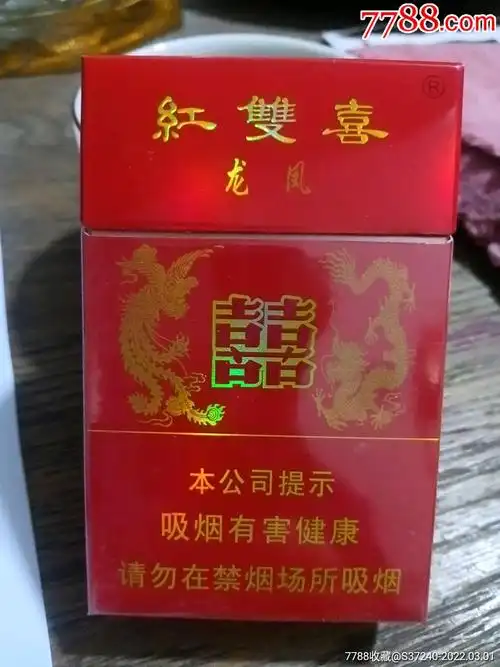 7788.com
紅雙喜®
龙凤
囍
本公司提示
吸烟有害健康
请勿在禁烟场所吸烟
7788收藏@S37240-2022.03.01